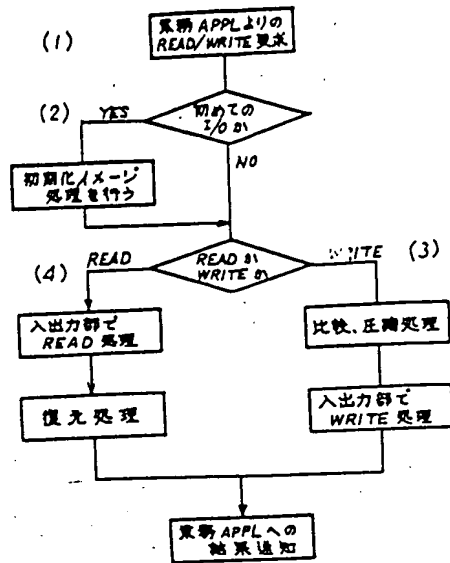 (1)
業務APPLよりの
READ/WRITE要求
(2)
YES
初めての
I/Oか
NO
初期化イメージ
処理を行う
(4)
READ
READか
WRITEか
WRITE
(3)
入出力部で
READ処理
比較、圧縮処理
復元処理
入出力部で
WRITE処理
業務APPLへの
結果通知